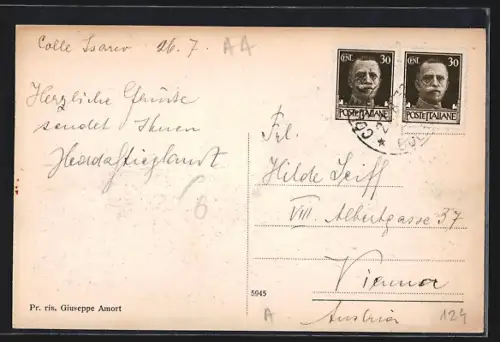 Colle Isarco 26.7. AA
Herzliche Grüsse
sendet Ihnen
Pr. ris. Giuseppe Amort
CENT. 30
POSTE ITALIANE
CENT. 30
POSTE ITALIANE
Frl.
Hilde Seiff
VIII Albertgasse 37
Vienna
Austria
5945
A
124